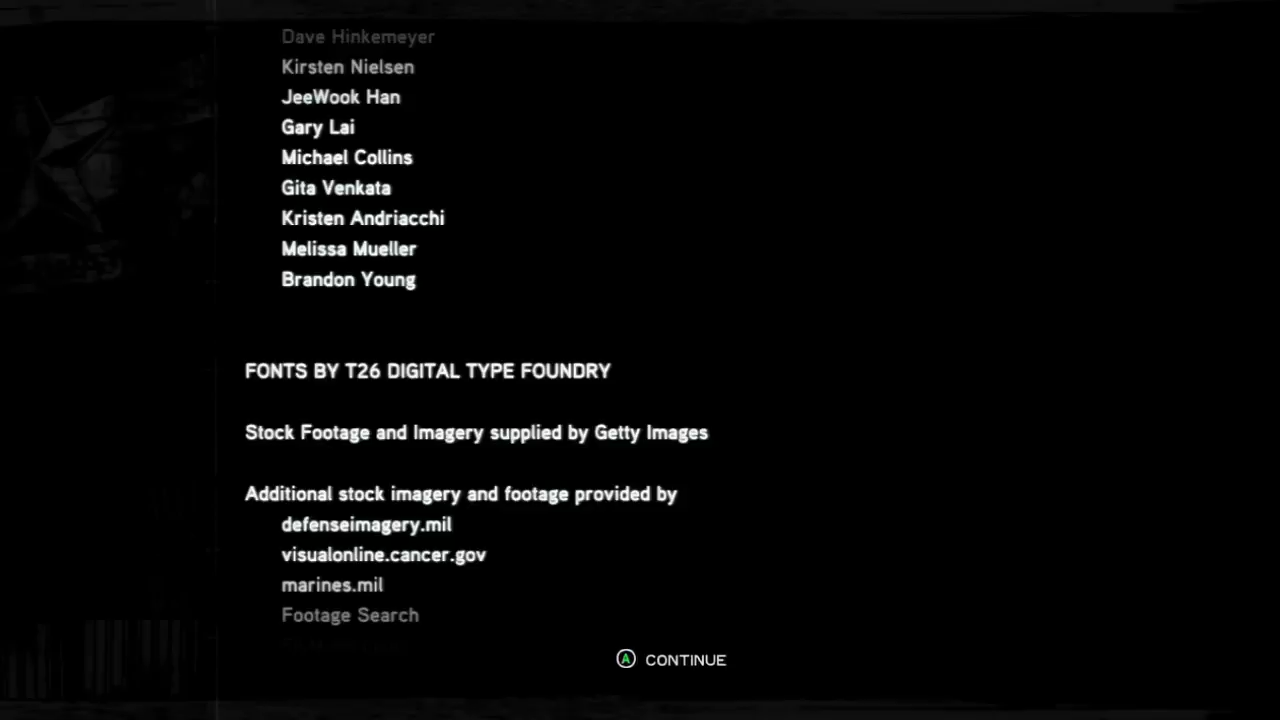 Dave Hinkemeyer
Kirsten Nielsen
JeeWook Han
Gary Lai
Michael Collins
Gita Venkata
Kristen Andriacchi
Melissa Mueller
Brandon Young
FONTS BY T26 DIGITAL TYPE FOUNDRY
Stock Footage and Imagery supplied by Getty Images
Additional stock imagery and footage provided by
defenseimagery.mil
visualonline.cancer.gov
marines.mil
Footage Search
A CONTINUE